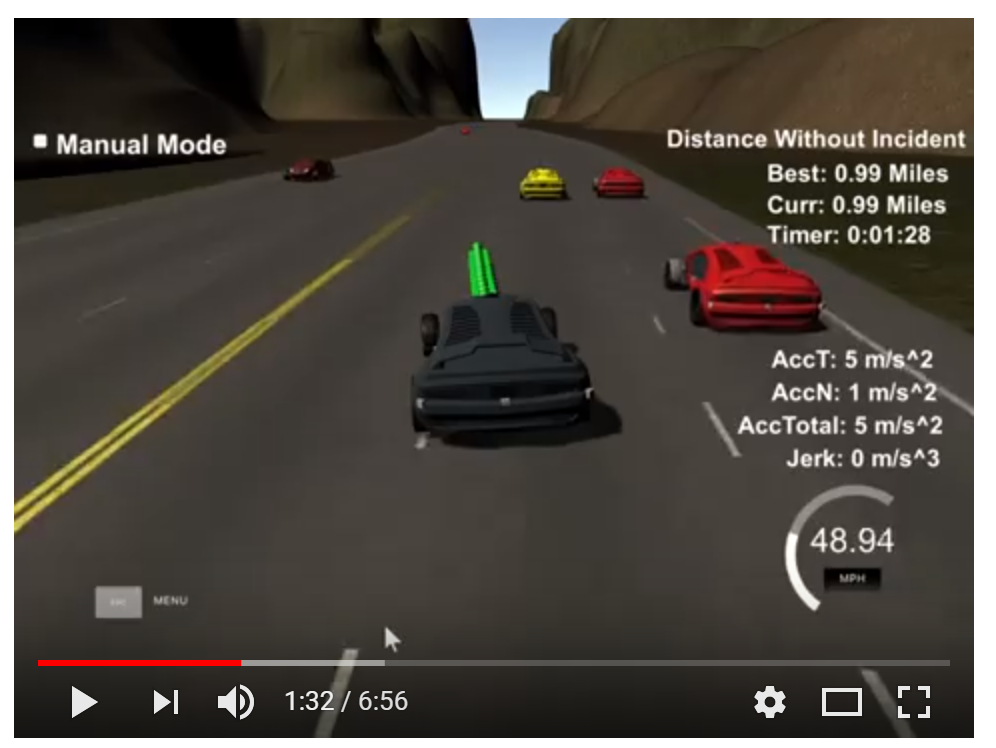 Manual Mode
Distance Without Incident
Best: 0.99 Miles
Curr: 0.99 Miles
Timer: 0:01:28
AccT: 5 m/s^2
AccN: 1 m/s^2
AccTotal: 5 m/s^2
Jerk: 0 m/s^3
48.94
MPH
MENU
1:32 / 6:56